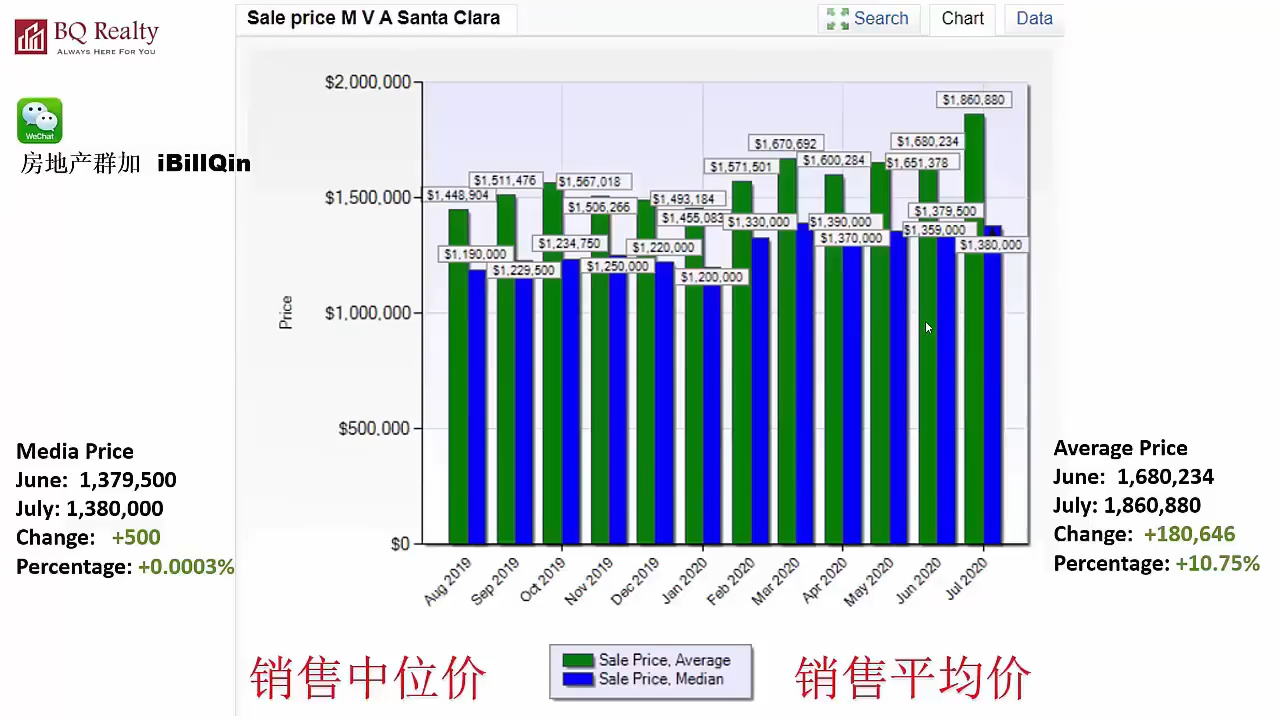 BQ Realty
ALWAYS HERE FOR YOU
WeChat
房地产群加 iBillQin
Sale price M V A Santa Clara
Search
Chart
Data
$2,000,000
$1,500,000
$1,000,000
$500,000
$0
Price
$1,860,880
$1,670,692
$1,680,234
$1,600,284
$1,651,378
$1,571,501
$1,511,476
$1,567,018
$1,448,904
$1,493,184
$1,506,266
$1,455,083
$1,330,000
$1,390,000
$1,379,500
$1,359,000
$1,370,000
$1,380,000
$1,234,750
$1,220,000
$1,190,000
$1,229,500
$1,250,000
$1,200,000
Aug 2019
Sep 2019
Oct 2019
Nov 2019
Dec 2019
Jan 2020
Feb 2020
Mar 2020
Apr 2020
May 2020
Jun 2020
Jul 2020
Media Price
June: 1,379,500
July: 1,380,000
Change: +500
Percentage: +0.0003%
Average Price
June: 1,680,234
July: 1,860,880
Change: +180,646
Percentage: +10.75%
销售中位价
Sale Price, Average
Sale Price, Median
销售平均价